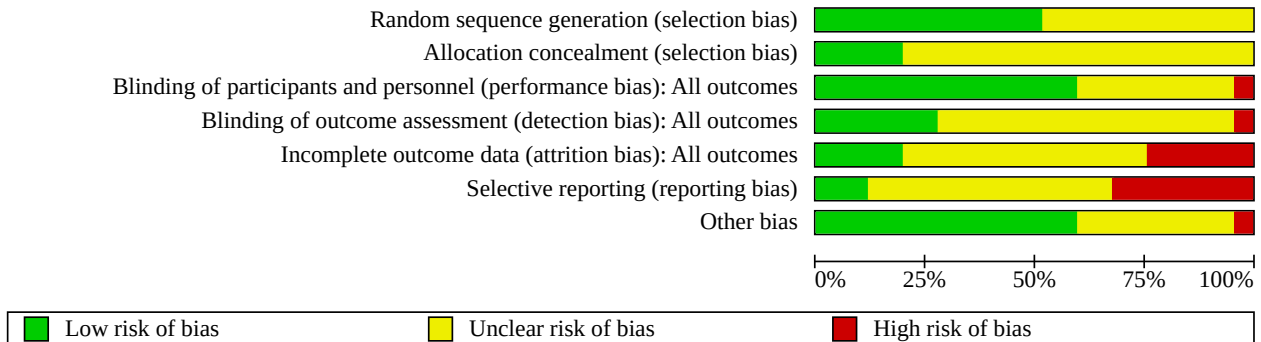 Random sequence generation (selection bias)
Allocation concealment (selection bias)
Blinding of participants and personnel (performance bias): All outcomes
Blinding of outcome assessment (detection bias): All outcomes
Incomplete outcome data (attrition bias): All outcomes
Selective reporting (reporting bias)
Other bias
0% 25% 50% 75% 100%
Low risk of bias Unclear risk of bias High risk of bias